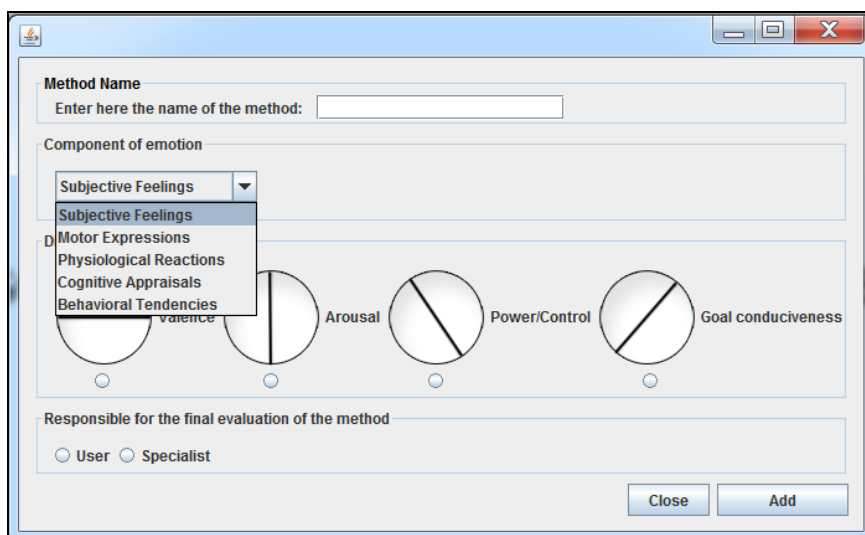 Method Name
Enter here the name of the method:
Component of emotion
Subjective Feelings
Subjective Feelings
Motor Expressions
Physiological Reactions
Cognitive Appraisals
Behavioral Tendencies
D
Valence Arousal Power/Control Goal conduciveness
Responsible for the final evaluation of the method
User Specialist
Close Add